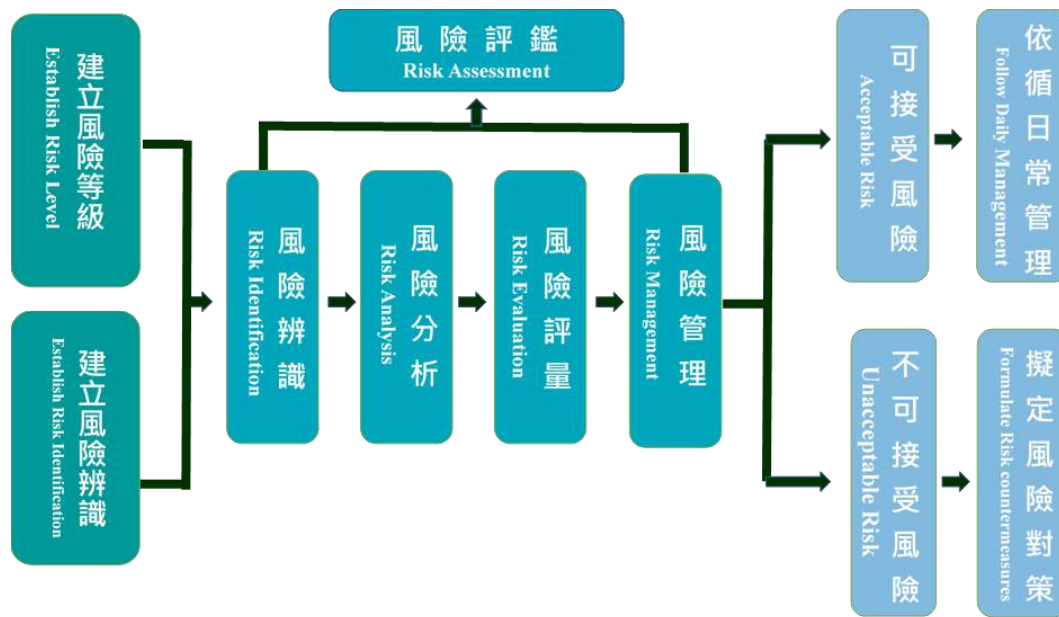 建立風險等級
Establish Risk Level
建立風險辨識
Establish Risk Identification
風險評鑑
Risk Assessment
風險辨識
Risk Identification
風險分析
Risk Analysis
風險評量
Risk Evaluation
風險管理
Risk Management
可接受風險
Acceptable Risk
依循日常管理
Follow Daily Management
不可接受風險
Unacceptable Risk
擬定風險對策
Formulate Risk countermeasures